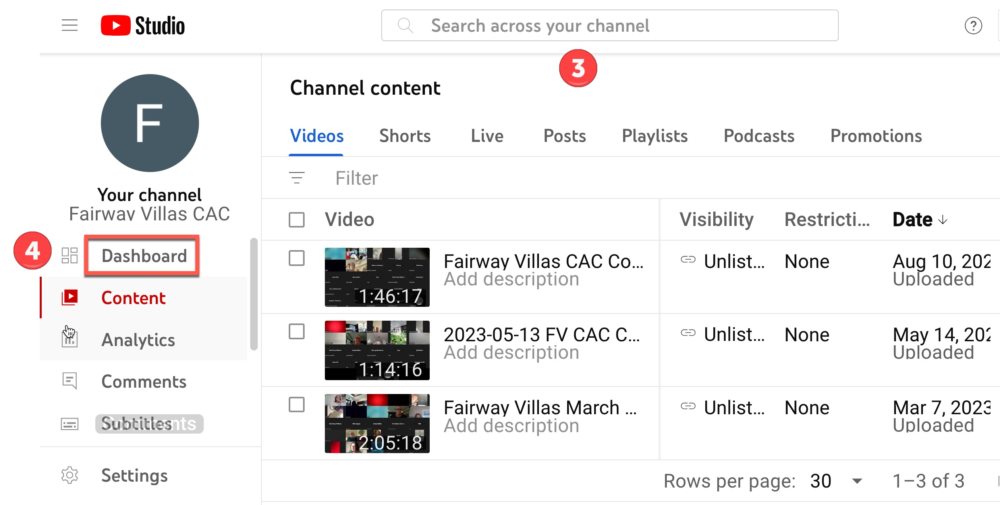 Studio
Search across your channel
?
3
F
Your channel
Fairway Villas CAC
4
Dashboard
Content
Analytics
Comments
Subtitles
Comments
Settings
Channel content
Videos Shorts Live Posts Playlists Podcasts Promotions
Filter
Video Visibility Restricti... Date
Fairway Villas CAC Co... Unlist... None Aug 10, 202
Add description Uploaded
1:46:17
2023-05-13 FV CAC C... Unlist... None May 14, 202
Add description Uploaded
1:14:16
Fairway Villas March ... Unlist... None Mar 7, 2023
Add description Uploaded
2:05:18
Rows per page: 30 1–3 of 3